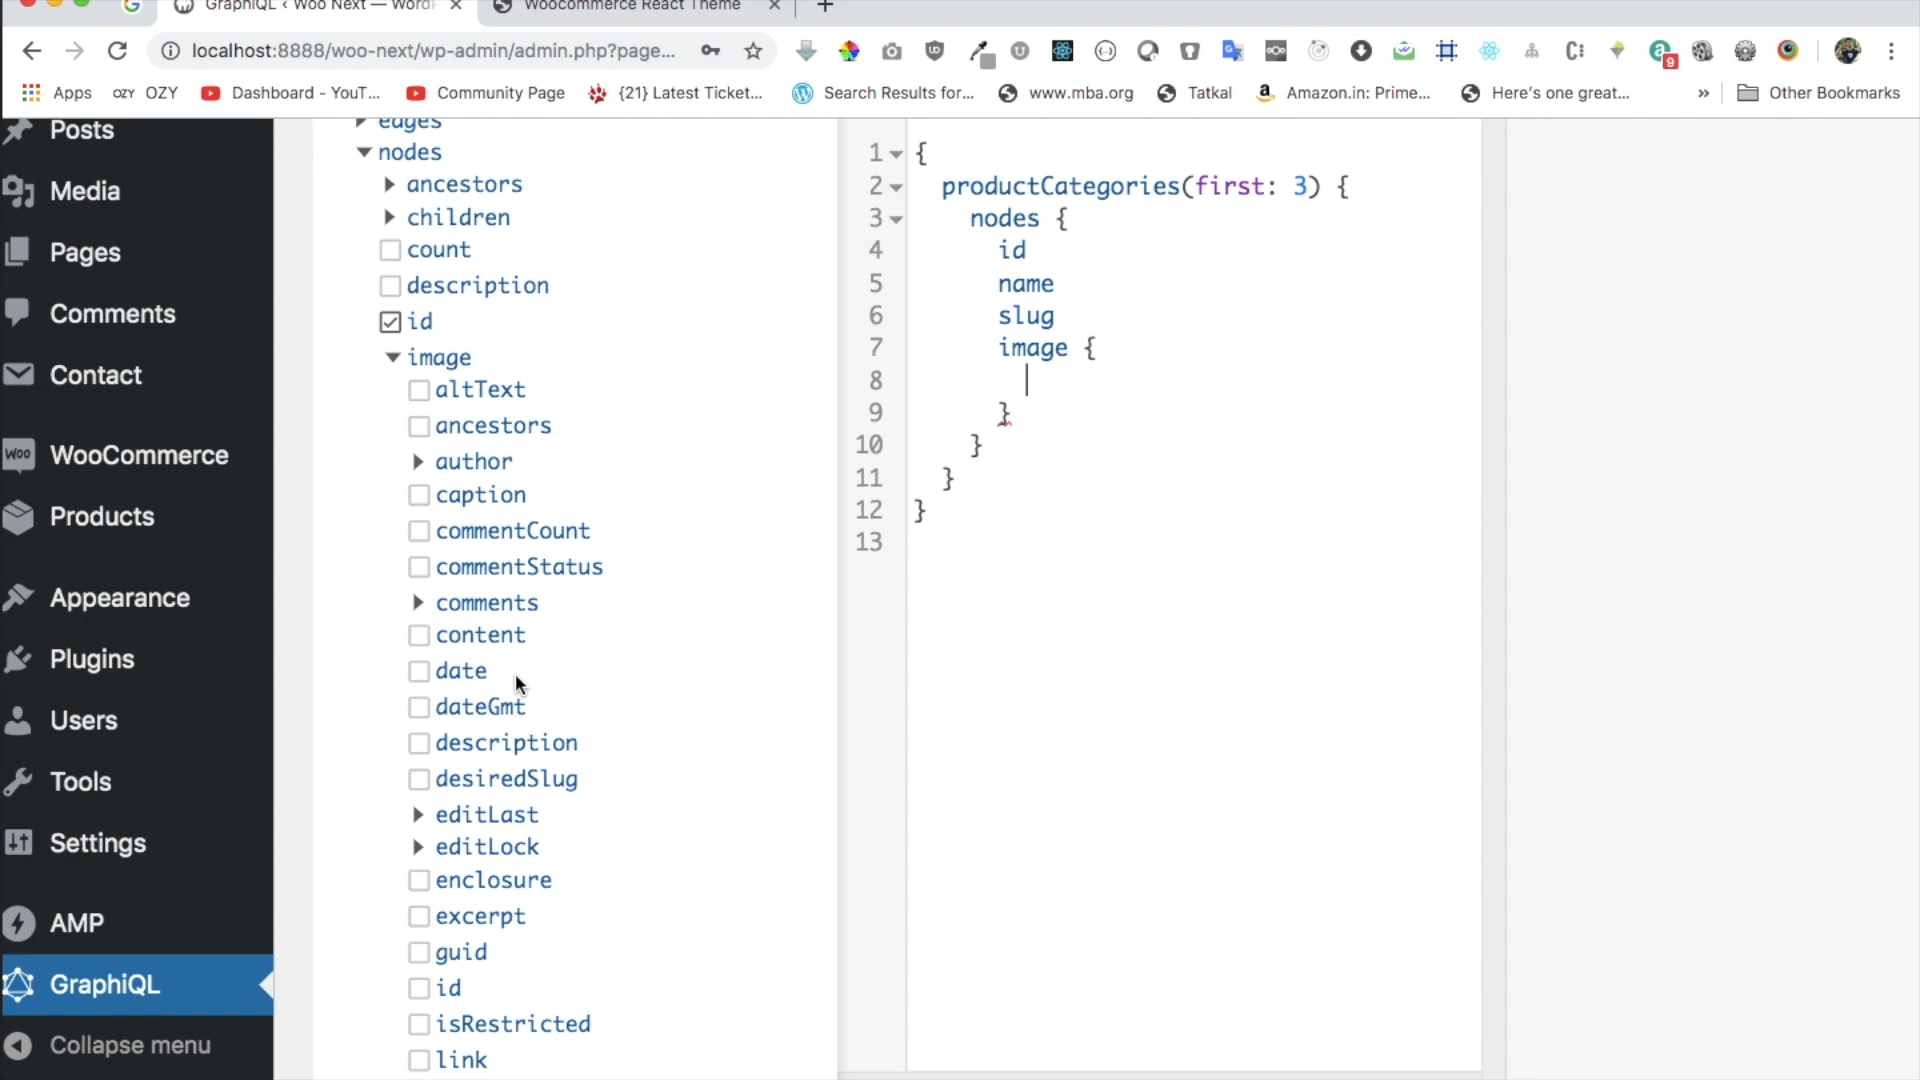 GraphiQL ‹ Woo Next — Word
Woocommerce React Theme
localhost:8888/woo-next/wp-admin/admin.php?page...
9
Apps
OZY OZY
Dashboard - YouT...
Community Page
{21} Latest Ticket...
Search Results for...
www.mba.org
Tatkal
Amazon.in: Prime...
Here's one great...
»
Other Bookmarks
Posts
Media
Pages
Comments
Contact
Woo WooCommerce
Products
Appearance
Plugins
Users
Tools
Settings
AMP
GraphiQL
Collapse menu
edges
nodes
ancestors
children
count
description
id
image
altText
ancestors
author
caption
commentCount
commentStatus
comments
content
date
dateGmt
description
desiredSlug
editLast
editLock
enclosure
excerpt
guid
id
isRestricted
link
1 {
2 productCategories(first: 3) {
3 nodes {
4 id
5 name
6 slug
7 image {
8
9 }
10 }
11 }
12 }
13